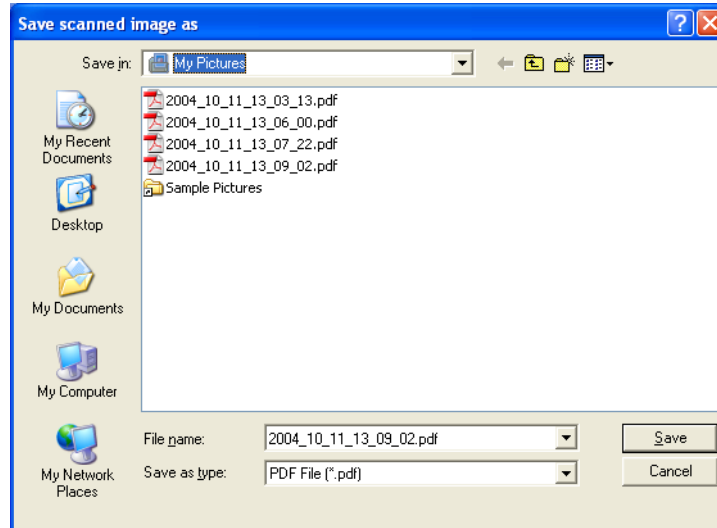 Save scanned image as
Save in:
My Pictures
2004_10_11_13_03_13.pdf
2004_10_11_13_06_00.pdf
2004_10_11_13_07_22.pdf
2004_10_11_13_09_02.pdf
Sample Pictures
My Recent
Documents
Desktop
My Documents
My Computer
My Network
Places
File name:
2004_10_11_13_09_02.pdf
Save
Save as type:
PDF File (*.pdf)
Cancel